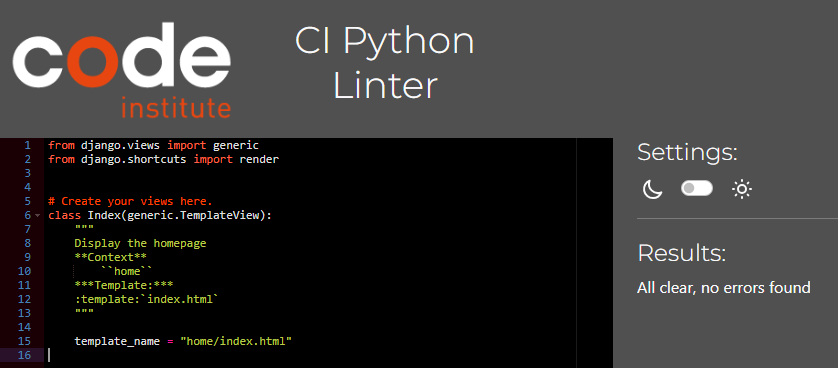 code
institute
CI Python
Linter
1 from django.views import generic
2 from django.shortcuts import render
3
4
5 # Create your views here.
6 class Index(generic.TemplateView):
7     """
8     Display the homepage
9     **Context**
10         ``home``
11     ***Template:***
12     :template:`index.html`
13     """
14
15     template_name = "home/index.html"
16
Settings:
Results:
All clear, no errors found